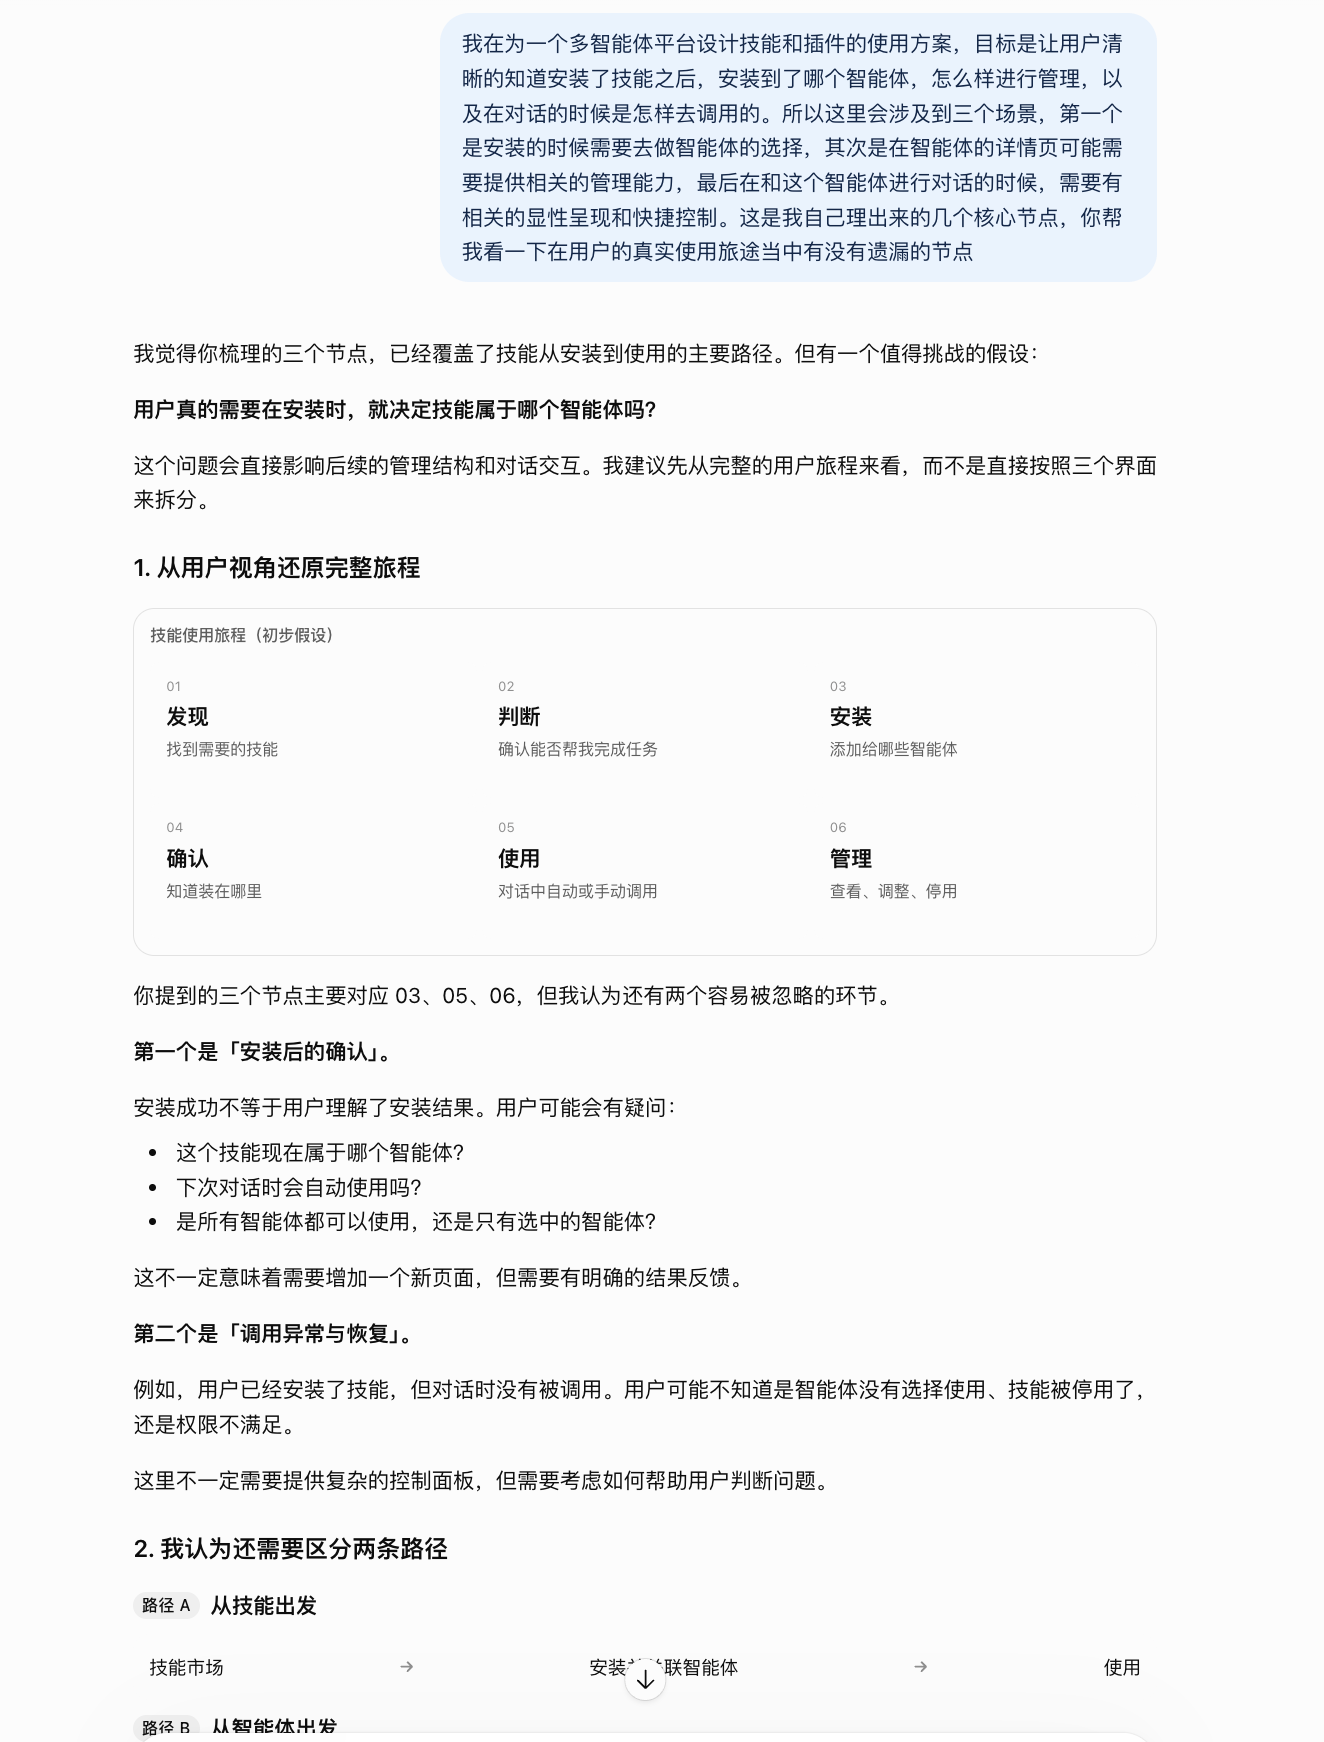 我在为一个多智能体平台设计技能和插件的使用方案，目标是让用户清
晰的知道安装了技能之后，安装到了哪个智能体，怎么样进行管理，以
及在对话的时候是怎样去调用的。所以这里会涉及到三个场景，第一个
是安装的时候需要去做智能体的选择，其次是在智能体的详情页可能需
要提供相关的管理能力，最后在和这个智能体进行对话的时候，需要有
相关的显性呈现和快捷控制。这是我自己理出来的几个核心节点，你帮
我看一下在用户的真实使用旅途当中有没有遗漏的节点
我觉得你梳理的三个节点，已经覆盖了技能从安装到使用的主要路径。但有一个值得挑战的假设：
用户真的需要在安装时，就决定技能属于哪个智能体吗？
这个问题会直接影响后续的管理结构和对话交互。我建议先从完整的用户旅程来看，而不是直接按照三个界面
来拆分。
1. 从用户视角还原完整旅程
技能使用旅程（初步假设）
01
发现
找到需要的技能
02
判断
确认能否帮我完成任务
03
安装
添加给哪些智能体
04
确认
知道装在哪里
05
使用
对话中自动或手动调用
06
管理
查看、调整、停用
你提到的三个节点主要对应 03、05、06，但我认为还有两个容易被忽略的环节。
第一个是「安装后的确认」。
安装成功不等于用户理解了安装结果。用户可能会有疑问：
• 这个技能现在属于哪个智能体？
• 下次对话时会自动使用吗？
• 是所有智能体都可以使用，还是只有选中的智能体？
这不一定意味着需要增加一个新页面，但需要有明确的结果反馈。
第二个是「调用异常与恢复」。
例如，用户已经安装了技能，但对话时没有被调用。用户可能不知道是智能体没有选择使用、技能被停用了，
还是权限不满足。
这里不一定需要提供复杂的控制面板，但需要考虑如何帮助用户判断问题。
2. 我认为还需要区分两条路径
路径 A 从技能出发
技能市场 → 安装 联智能体 → 使用
路径 B 从智能体出发